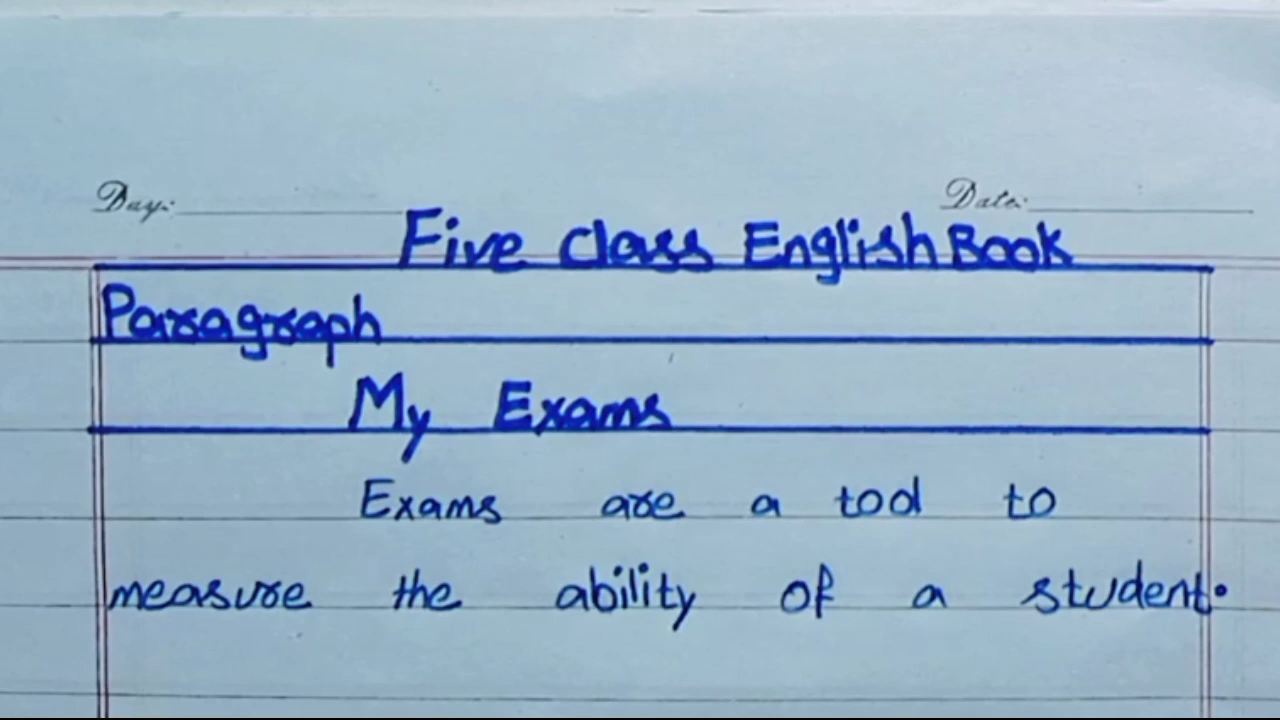 Day: Date:
Five Class English Book
Paragraph
My Exams
Exams are a tool to
measure the ability of a student.